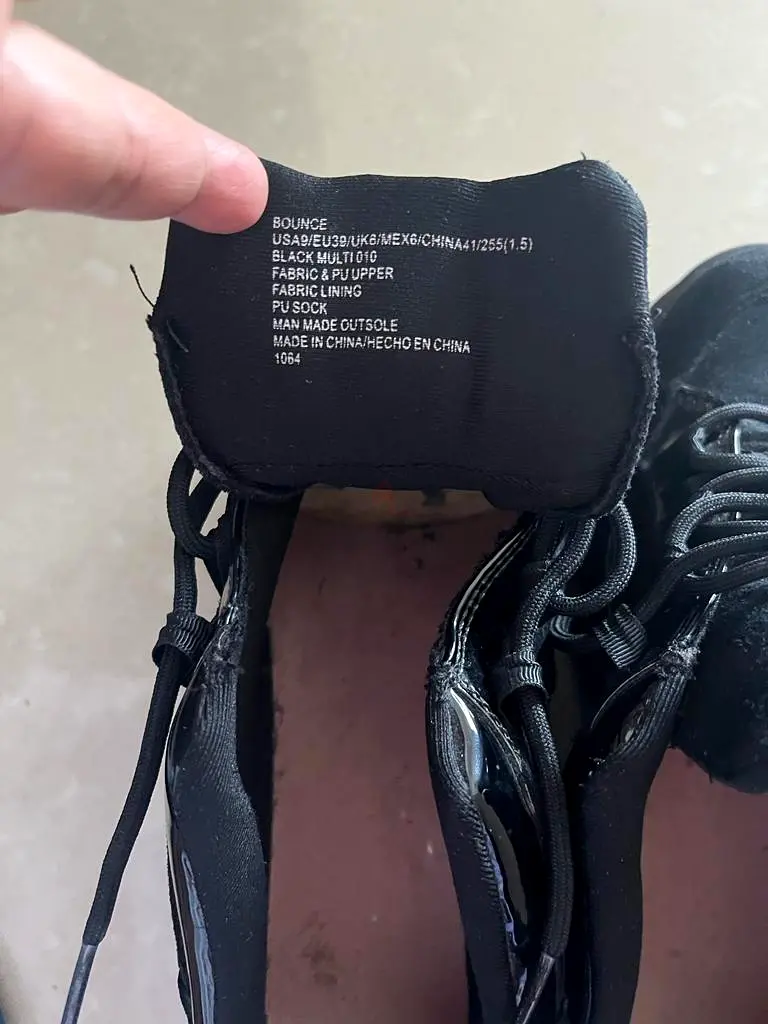 BOUNCE
USA9/EU39/UK6/MEX6/CHINA41/255(1.5)
BLACK MULTI 010
FABRIC & PU UPPER
FABRIC LINING
PU SOCK
MAN MADE OUTSOLE
MADE IN CHINA/HECHO EN CHINA
1064